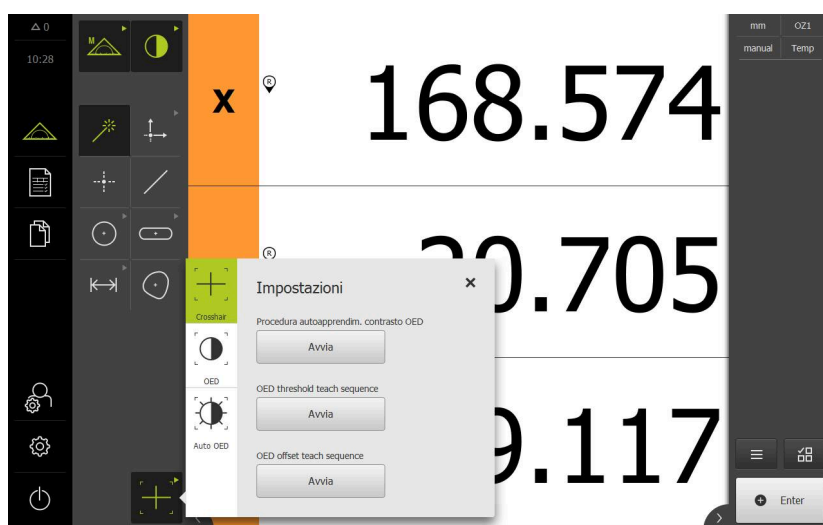 △ 0
10:28
M
mm
OZ1
manual
Temp
X
R
168.574
R
20.705
9.117
Crosshair
OED
Auto OED
Impostazioni
×
Procedura autoapprendim. contrasto OED
Avvia
OED threshold teach sequence
Avvia
OED offset teach sequence
Avvia
Enter